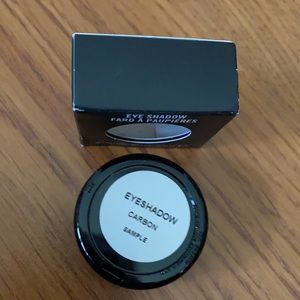 EYE SHADOW
FARD À PAUPIÈRES
EYESHADOW
CARBON
SAMPLE